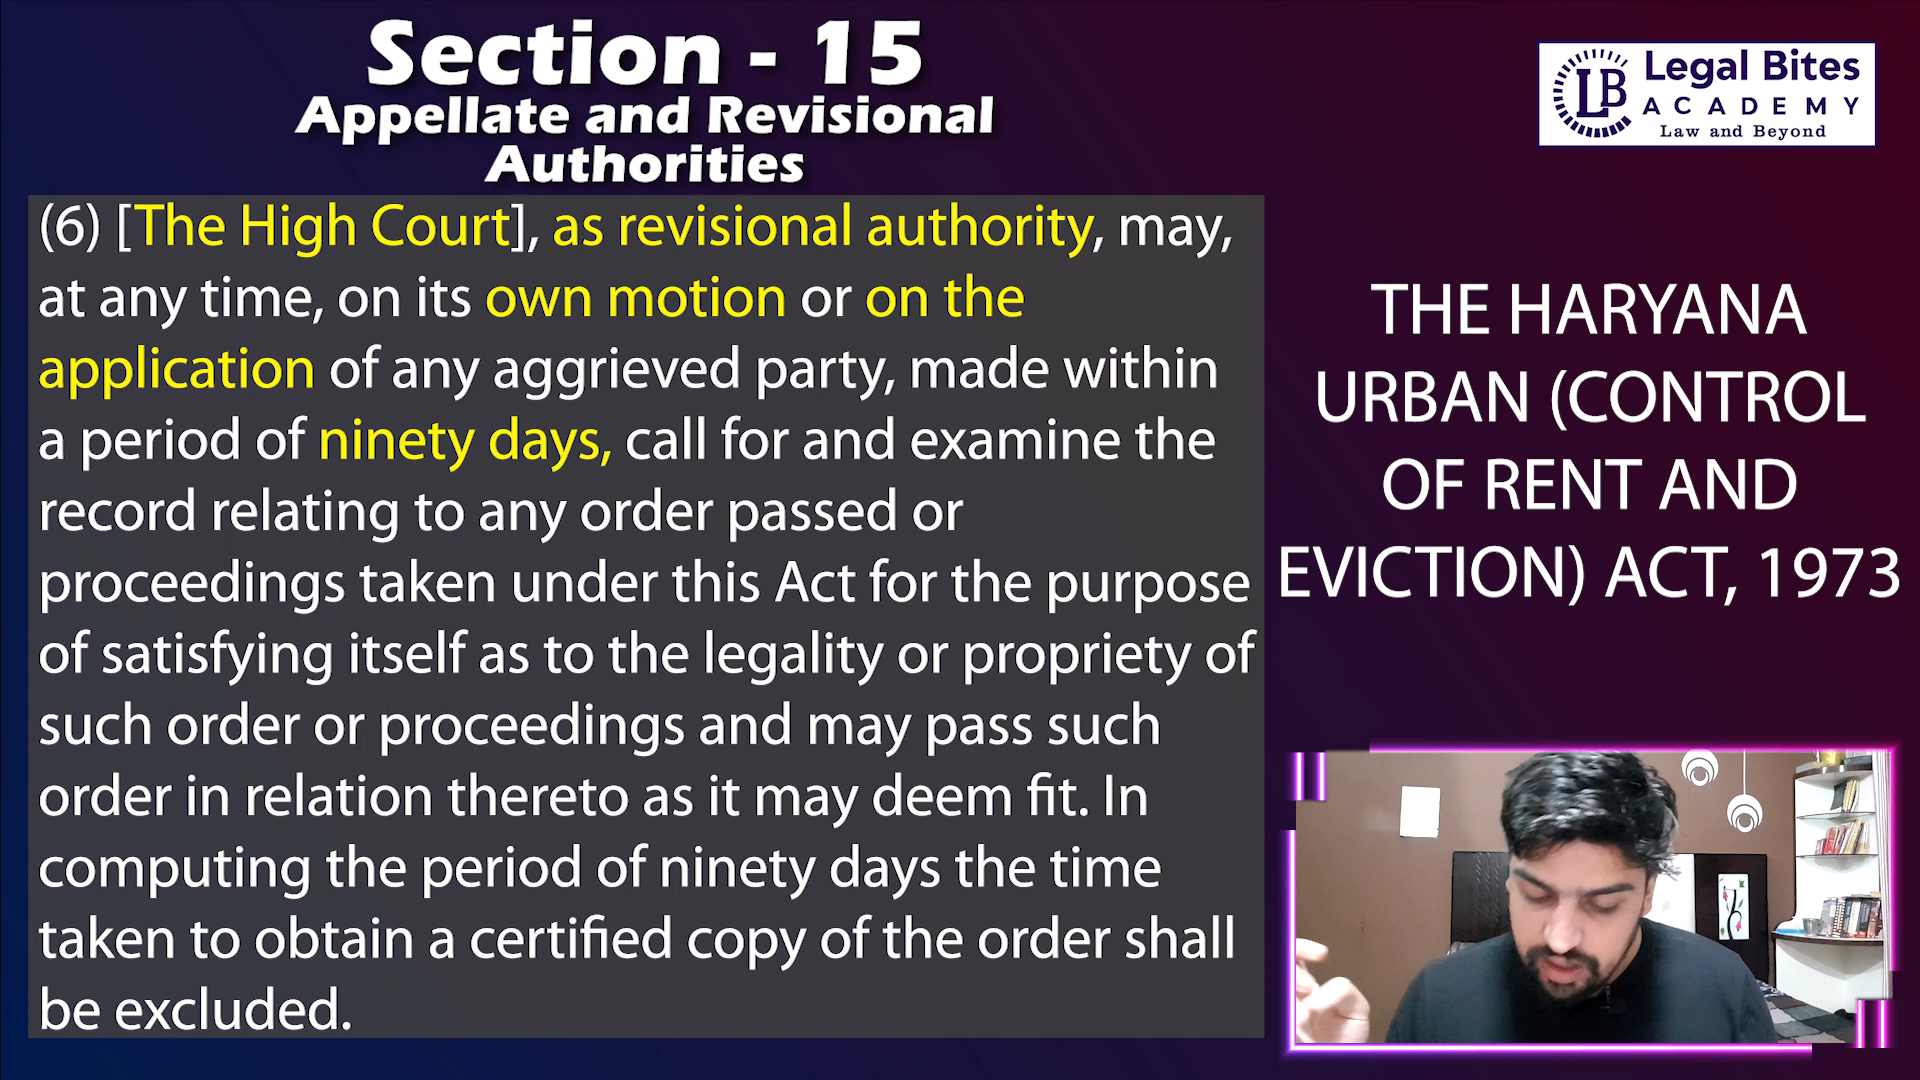 Section - 15
Appellate and Revisional
Authorities
LB
Legal Bites
ACADEMY
Law and Beyond
(6) [The High Court], as revisional authority, may,
at any time, on its own motion or on the
application of any aggrieved party, made within
a period of ninety days, call for and examine the
record relating to any order passed or
proceedings taken under this Act for the purpose
of satisfying itself as to the legality or propriety of
such order or proceedings and may pass such
order in relation thereto as it may deem fit. In
computing the period of ninety days the time
taken to obtain a certified copy of the order shall
be excluded.
THE HARYANA
URBAN (CONTROL
OF RENT AND
EVICTION) ACT, 1973